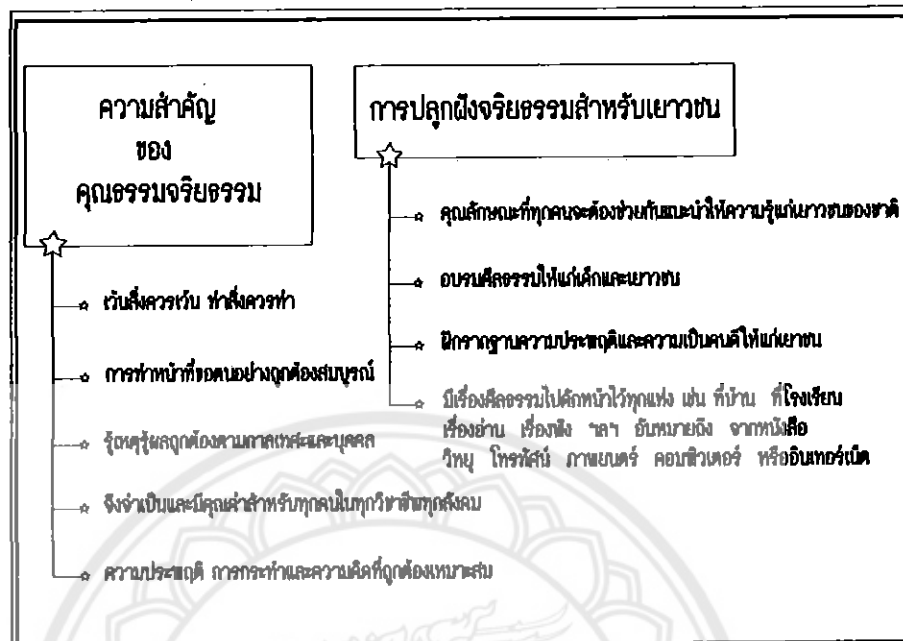 ความสำคัญ
ของ
คุณธรรมจริยธรรม
เว้นสิ่งควรเว้น ทำสิ่งควรทำ
การทำหน้าที่ของตนอย่างถูกต้องสมบูรณ์
รู้เหตุรู้ผลถูกต้องตามกาลเทศะและบุคคล
จึงจำเป็นและมีคุณค่าสำหรับทุกคนในทุกวิชาชีพทุกสังคม
ความประพฤติ การกระทำและความคิดที่ถูกต้องเหมาะสม
การปลูกฝังจริยธรรมสำหรับเยาวชน
คุณลักษณะที่ทุกคนจะต้องช่วยกันแนะนำให้ความรู้แก่เยาวชนของชาติ
อบรมศีลธรรมให้แก่เด็กและเยาวชน
ฝึกรากฐานความประพฤติและความเป็นคนดีให้แก่เยาชน
มีเรื่องศีลธรรมไปดักหน้าไว้ทุกแห่ง เช่น ที่บ้าน ที่โรงเรียน
เรื่องอ่าน เรื่องฟัง ฯลฯ อันหมายถึง จากหนังสือ
วิทยุ โทรทัศน์ ภาพยนตร์ คอมพิวเตอร์ หรืออินเทอร์เน็ต